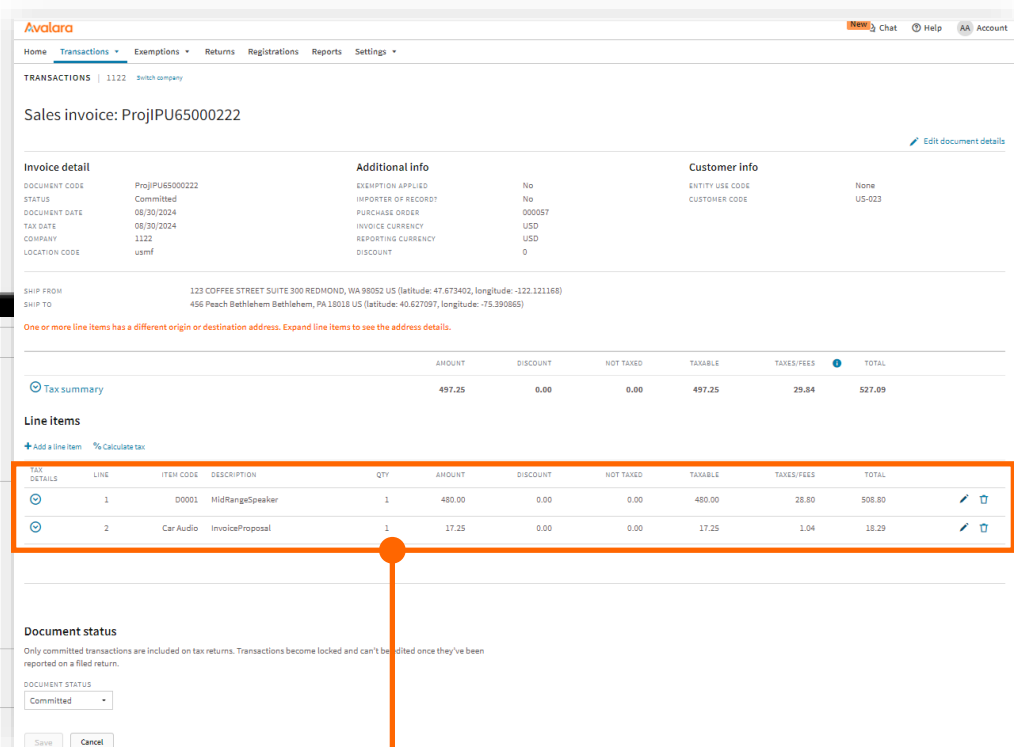 Avalara
New Chat Help AA Account
Home Transactions Exemptions Returns Registrations Reports Settings
TRANSACTIONS | 1122 Switch company
Sales invoice: ProjIPU65000222
Edit document details
Invoice detail
DOCUMENT CODE ProjIPU65000222
STATUS Committed
DOCUMENT DATE 08/30/2024
TAX DATE 08/30/2024
COMPANY 1122
LOCATION CODE usmf
Additional info
EXEMPTION APPLIED No
IMPORTER OF RECORD? No
PURCHASE ORDER 000057
INVOICE CURRENCY USD
REPORTING CURRENCY USD
DISCOUNT 0
Customer info
ENTITY USE CODE None
CUSTOMER CODE US-023
SHIP FROM 123 COFFEE STREET SUITE 300 REDMOND, WA 98052 US (latitude: 47.673402, longitude: -122.121168)
SHIP TO 456 Peach Bethlehem Bethlehem, PA 18018 US (latitude: 40.627097, longitude: -75.390865)
One or more line items has a different origin or destination address. Expand line items to see the address details.
AMOUNT DISCOUNT NOT TAXED TAXABLE TAXES/FEES TOTAL
Tax summary 497.25 0.00 0.00 497.25 29.84 527.09
Line items
+ Add a line item % Calculate tax
TAX DETAILS LINE ITEM CODE DESCRIPTION QTY AMOUNT DISCOUNT NOT TAXED TAXABLE TAXES/FEES TOTAL
1 D0001 MidRangeSpeaker 1 480.00 0.00 0.00 480.00 28.80 508.80
2 Car Audio InvoiceProposal 1 17.25 0.00 0.00 17.25 1.04 18.29
Document status
Only committed transactions are included on tax returns. Transactions become locked and can't be edited once they've been
reported on a filed return.
DOCUMENT STATUS
Committed
Save Cancel